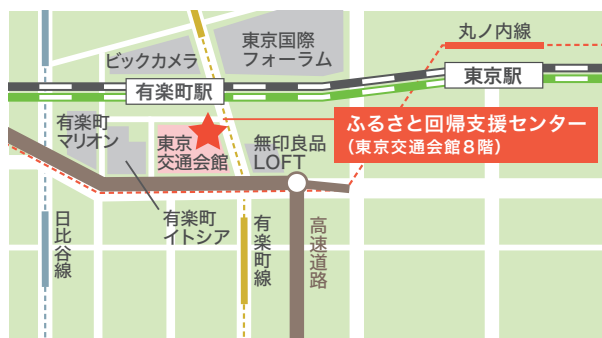 丸ノ内線
東京国際
フォーラム
ビックカメラ
東京駅
有楽町駅
ふるさと回帰支援センター
（東京交通会館８階）
有楽町
マリオン
東京
交通会館
無印良品
LOFT
有楽町
イトシア
日比谷線
有楽町線
高速道路